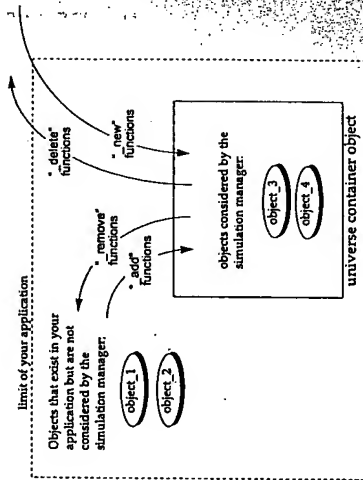 limit of your application
Objects that exist in your
application but are not
considered by the
simulation manager:
object_1
object_2
"_remove"
functions
"_add"
functions
"_delete"
functions
"_new"
functions
objects considered by the
simulation manager:
object_3
object_4
universe container object